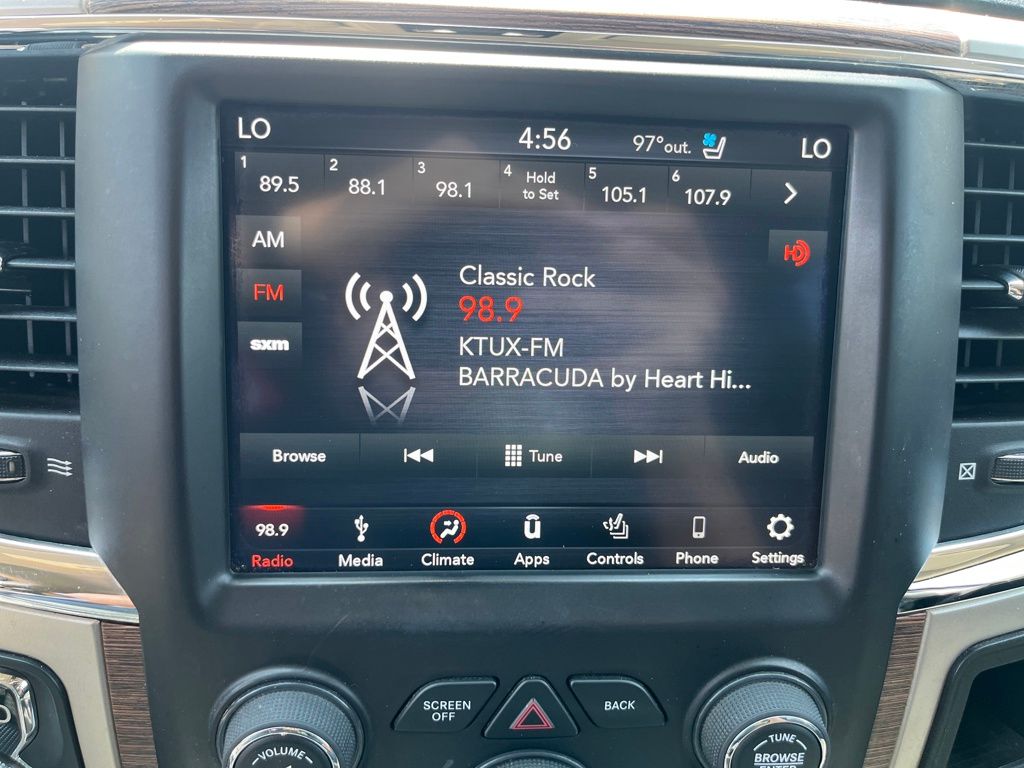 LO 4:56 97°out. LO
1 89.5 2 88.1 3 98.1 4 Hold to Set 5 105.1 6 107.9
AM
FM
sxm
HD
Classic Rock
98.9
KTUX-FM
BARRACUDA by Heart Hi...
Browse Tune Audio
98.9
Radio Media Climate Apps Controls Phone Settings
SCREEN OFF
BACK
VOLUME
TUNE
BROWSE
ENTER